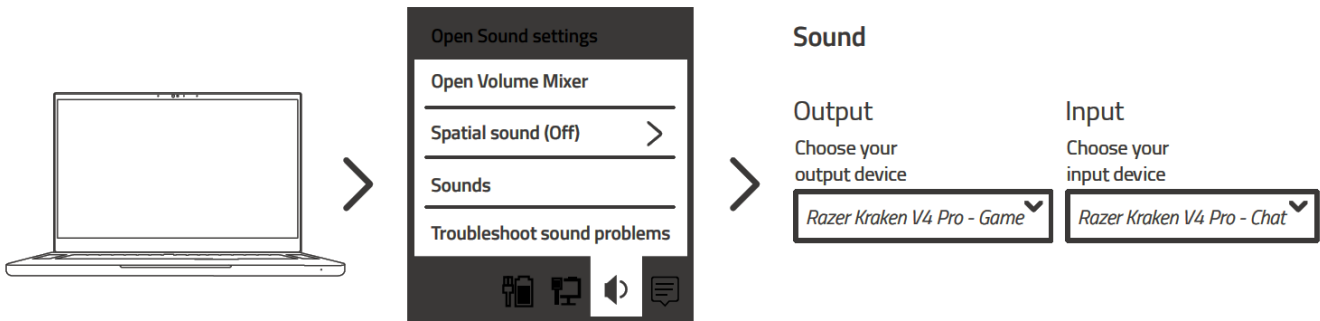 Open Sound settings
Open Volume Mixer
Spatial sound (Off)
Sounds
Troubleshoot sound problems
Sound
Output
Choose your
output device
Razer Kraken V4 Pro - Game
Input
Choose your
input device
Razer Kraken V4 Pro - Chat